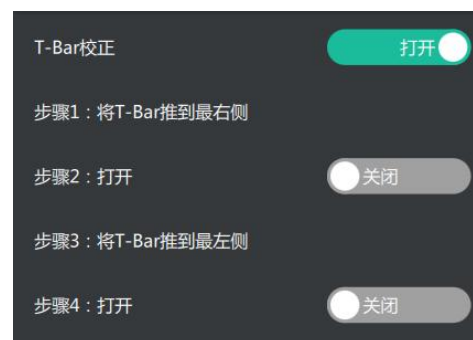 T-Bar校正 打开
步骤1：将T-Bar推到最右侧
步骤2：打开 关闭
步骤3：将T-Bar推到最左侧
步骤4：打开 关闭